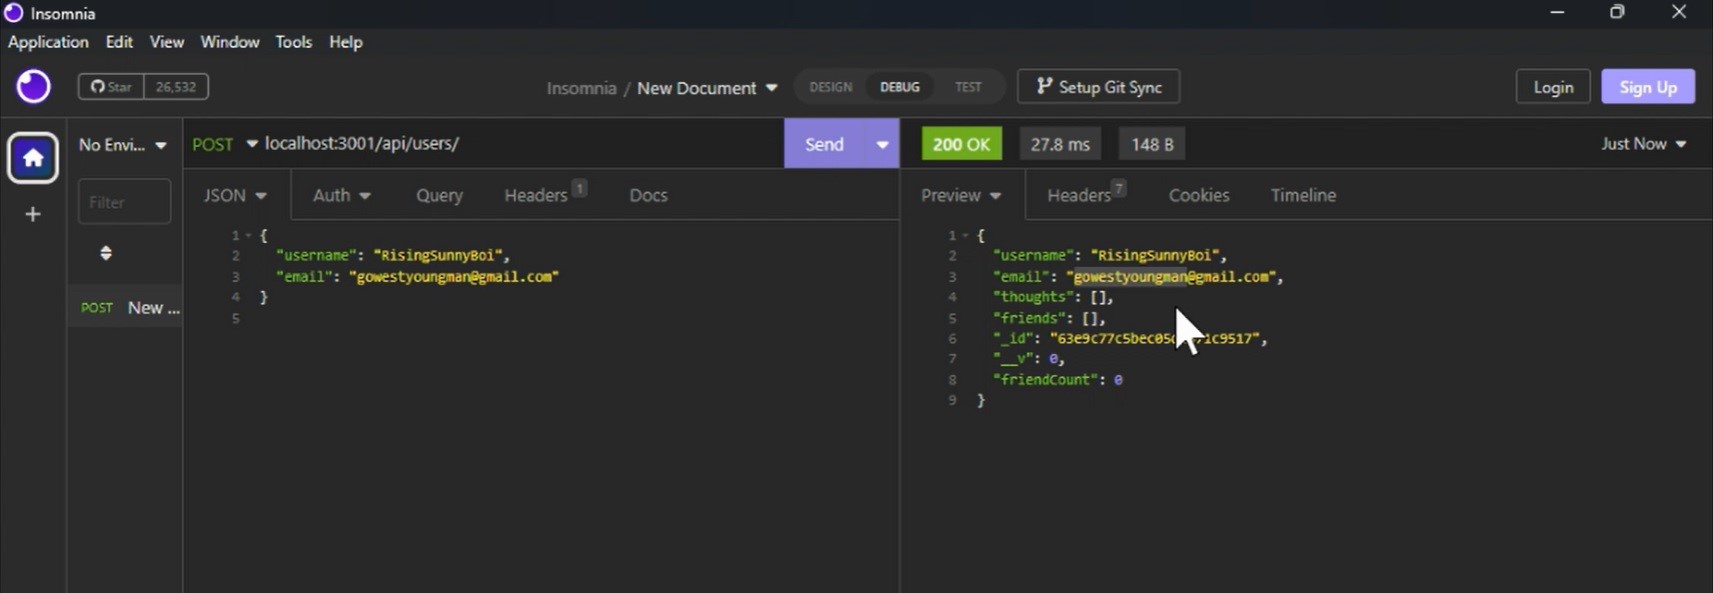 Insomnia
Application Edit View Window Tools Help
Star 26,532 Insomnia / New Document DESIGN DEBUG TEST Setup Git Sync Login Sign Up
No Envi... POST localhost:3001/api/users/ Send 200 OK 27.8 ms 148 B Just Now
Filter JSON Auth Query Headers 1 Docs Preview Headers 7 Cookies Timeline
POST New ...
1 {
2 "username": "RisingSunnyBoi",
3 "email": "gowestyoungman@gmail.com"
4 }
5
1 {
2 "username": "RisingSunnyBoi",
3 "email": "gowestyoungman@gmail.com",
4 "thoughts": [],
5 "friends": [],
6 "_id":
7 "__v": 0,
8 "friendCount": 0
9 }